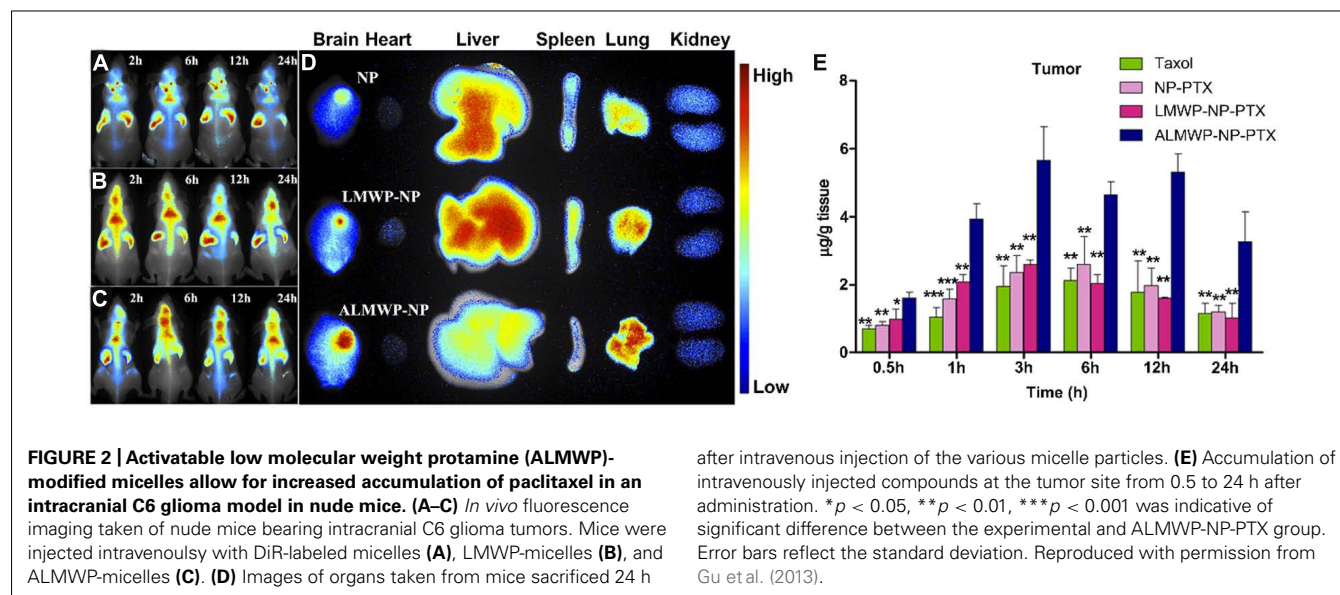 Brain Heart Liver Spleen Lung Kidney
A 2h 6h 12h 24h
D NP
B 2h 6h 12h 24h
LMWP-NP
C 2h 6h 12h 24h
ALMWP-NP
High
Low
E
Tumor
Taxol
NP-PTX
LMWP-NP-PTX
ALMWP-NP-PTX
µg/g tissue
8
6
4
2
0
** ** * *** *** ** ** ** ** ** ** ** ** ** ** ** ** **
0.5h 1h 3h 6h 12h 24h
Time (h)
FIGURE 2 | Activatable low molecular weight protamine (ALMWP)-
modified micelles allow for increased accumulation of paclitaxel in an
intracranial C6 glioma model in nude mice. (A–C) In vivo fluorescence
imaging taken of nude mice bearing intracranial C6 glioma tumors. Mice were
injected intravenoulsy with DiR-labeled micelles (A), LMWP-micelles (B), and
ALMWP-micelles (C). (D) Images of organs taken from mice sacrificed 24 h
after intravenous injection of the various micelle particles. (E) Accumulation of
intravenously injected compounds at the tumor site from 0.5 to 24 h after
administration. *p < 0.05, **p < 0.01, ***p < 0.001 was indicative of
significant difference between the experimental and ALMWP-NP-PTX group.
Error bars reflect the standard deviation. Reproduced with permission from
Gu et al. (2013).